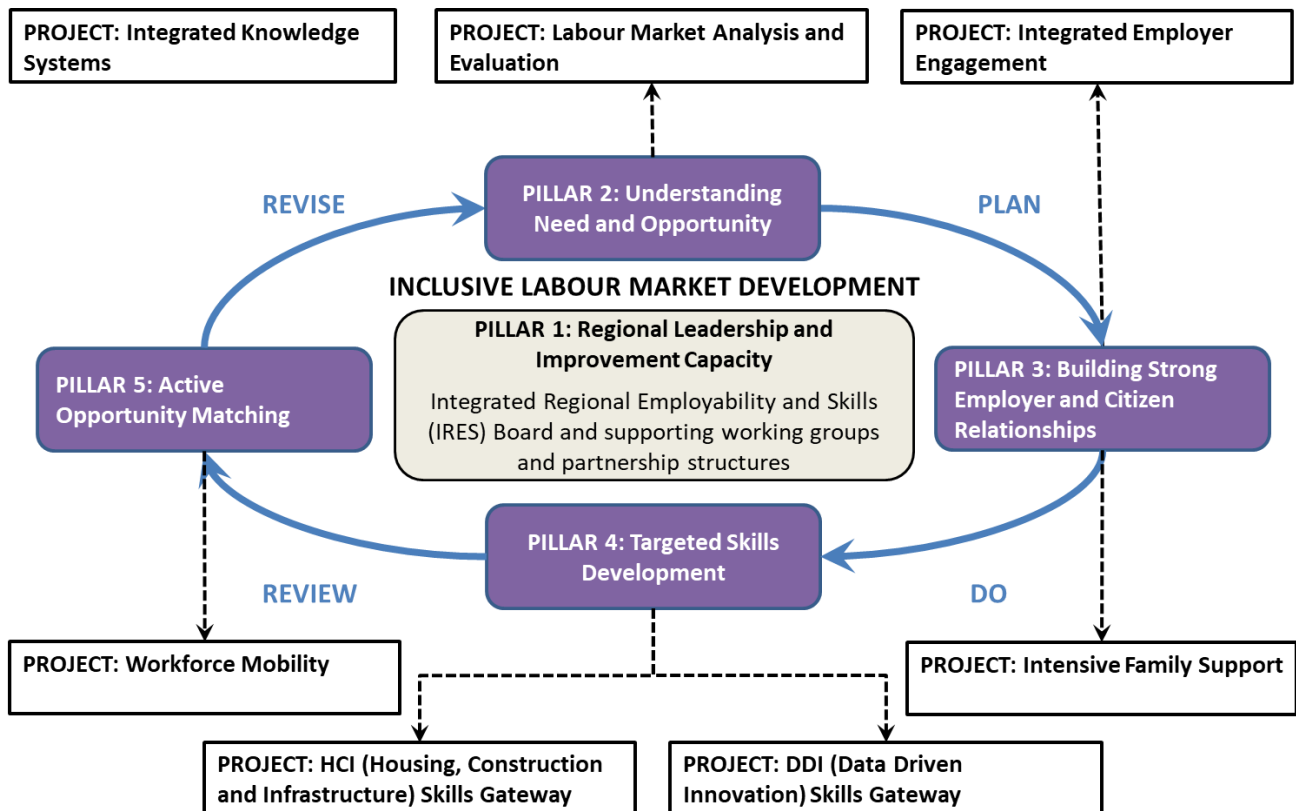 PROJECT: Integrated Knowledge
Systems
PROJECT: Labour Market Analysis and
Evaluation
PROJECT: Integrated Employer
Engagement
REVISE
PILLAR 2: Understanding
Need and Opportunity
PLAN
INCLUSIVE LABOUR MARKET DEVELOPMENT
PILLAR 1: Regional Leadership and
Improvement Capacity
Integrated Regional Employability and Skills
(IRES) Board and supporting working groups
and partnership structures
PILLAR 5: Active
Opportunity Matching
PILLAR 3: Building Strong
Employer and Citizen
Relationships
PILLAR 4: Targeted Skills
Development
REVIEW
DO
PROJECT: Workforce Mobility
PROJECT: Intensive Family Support
PROJECT: HCI (Housing, Construction
and Infrastructure) Skills Gateway
PROJECT: DDI (Data Driven
Innovation) Skills Gateway